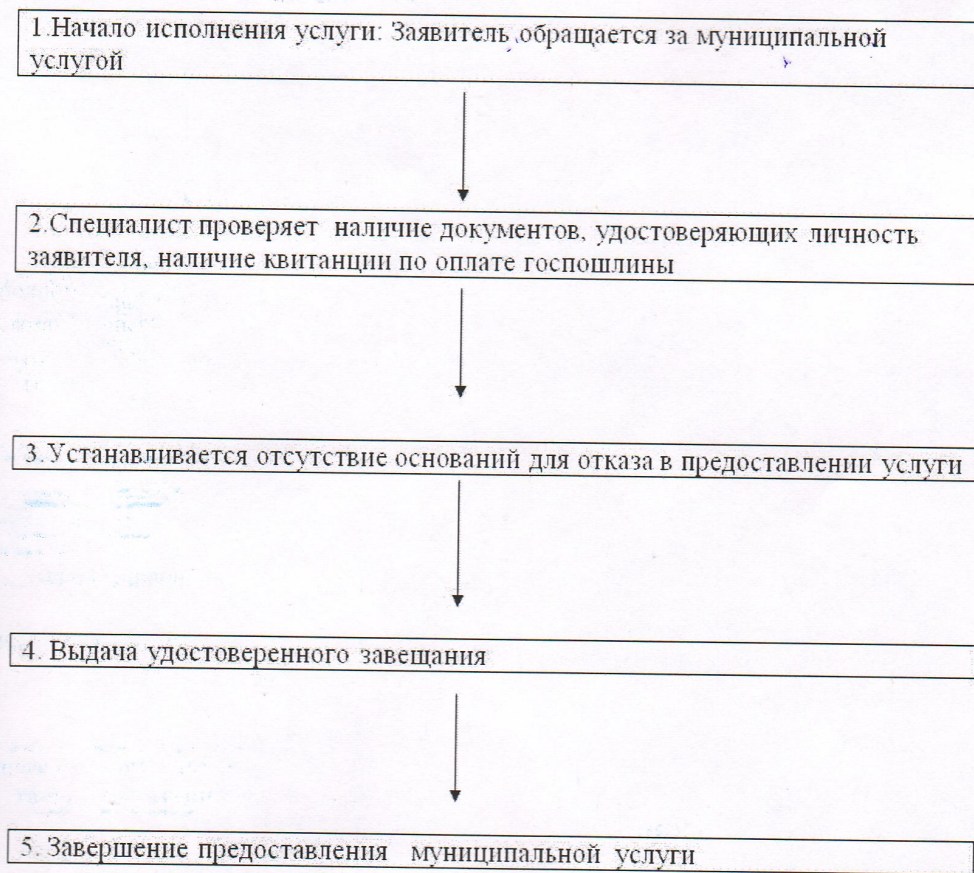 1.Начало исполнения услуги: Заявитель обращается за муниципальной
услугой
2.Специалист проверяет наличие документов, удостоверяющих личность
заявителя, наличие квитанции по оплате госпошлины
3.Устанавливается отсутствие оснований для отказа в предоставлении услуги
4. Выдача удостоверенного завещания
5. Завершение предоставления муниципальной услуги